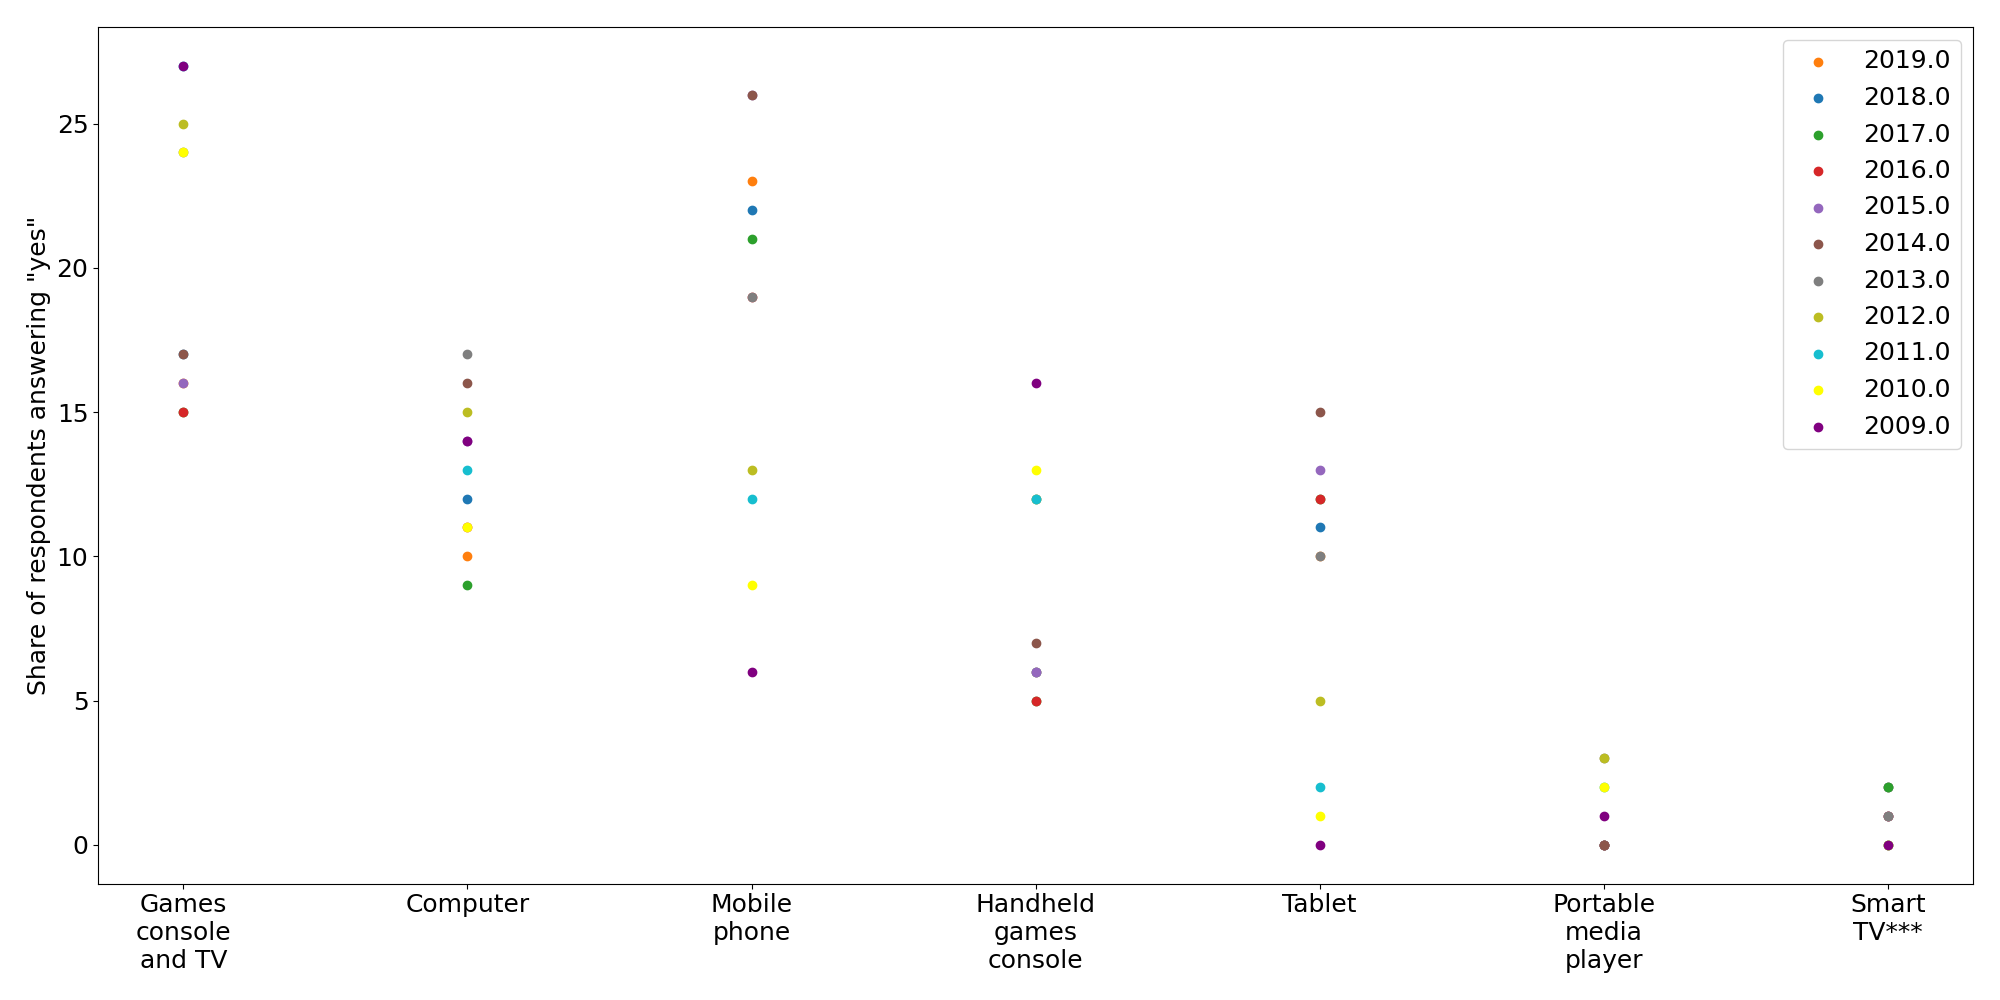 Share of respondents answering "yes"
25
20
15
10
5
0
Games
console
and TV
Computer
Mobile
phone
Handheld
games
console
Tablet
Portable
media
player
Smart
TV***
2019.0
2018.0
2017.0
2016.0
2015.0
2014.0
2013.0
2012.0
2011.0
2010.0
2009.0